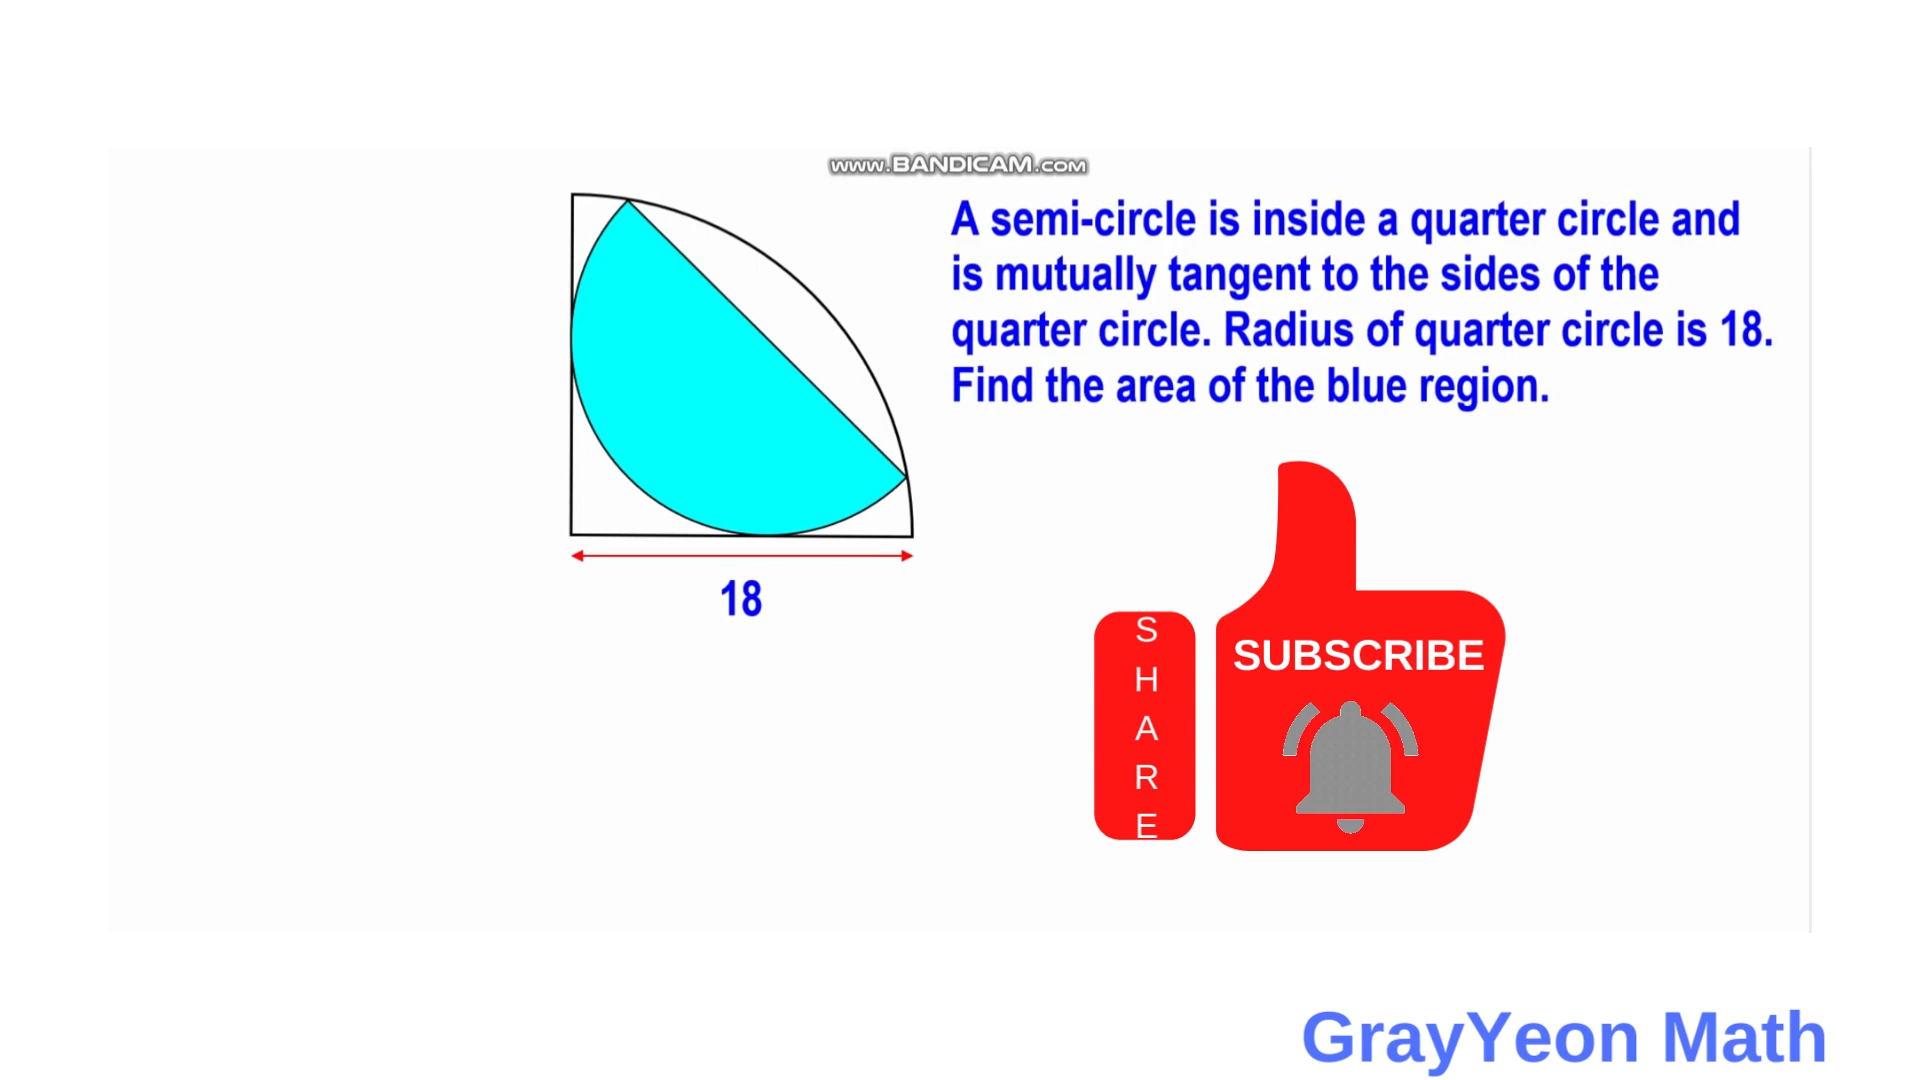 www.BANDICAM.com
A semi-circle is inside a quarter circle and
is mutually tangent to the sides of the
quarter circle. Radius of quarter circle is 18.
Find the area of the blue region.
18
S
H
A
R
E
SUBSCRIBE
GrayYeon Math